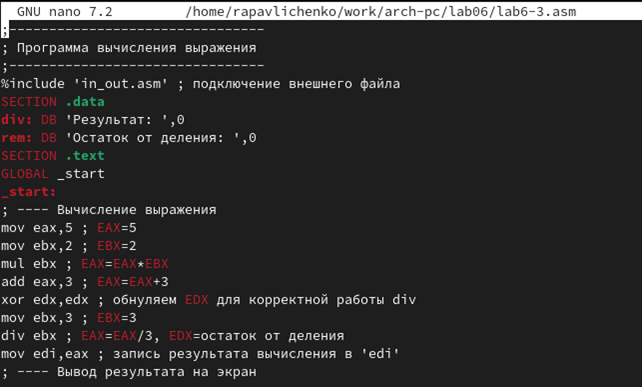 GNU nano 7.2 /home/rapavlichenko/work/arch-pc/lab06/lab6-3.asm
;--------------------------------
; Программа вычисления выражения
;--------------------------------
%include 'in_out.asm' ; подключение внешнего файла
SECTION .data
div: DB 'Результат: ',0
rem: DB 'Остаток от деления: ',0
SECTION .text
GLOBAL _start
_start:
; ---- Вычисление выражения
mov eax,5 ; EAX=5
mov ebx,2 ; EBX=2
mul ebx ; EAX=EAX*EBX
add eax,3 ; EAX=EAX+3
xor edx,edx ; обнуляем EDX для корректной работы div
mov ebx,3 ; EBX=3
div ebx ; EAX=EAX/3, EDX=остаток от деления
mov edi,eax ; запись результата вычисления в 'edi'
; ---- Вывод результата на экран